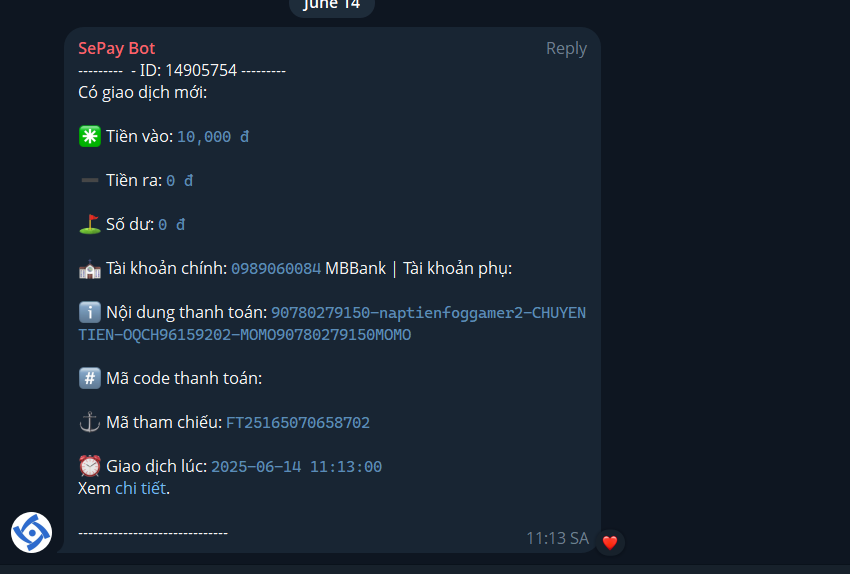 June 14
SePay Bot
Reply
--------- - ID: 14905754 ---------
Có giao dịch mới:
Tiền vào: 10,000 đ
Tiền ra: 0 đ
Số dư: 0 đ
Tài khoản chính: 0989060084 MBBank | Tài khoản phụ:
Nội dung thanh toán: 90780279150-naptienfoggamer2-CHUYEN
TIEN-OQCH96159202-MOMO90780279150MOMO
Mã code thanh toán:
Mã tham chiếu: FT25165070658702
Giao dịch lúc: 2025-06-14 11:13:00
Xem chi tiết.
------------------------------
11:13 SA